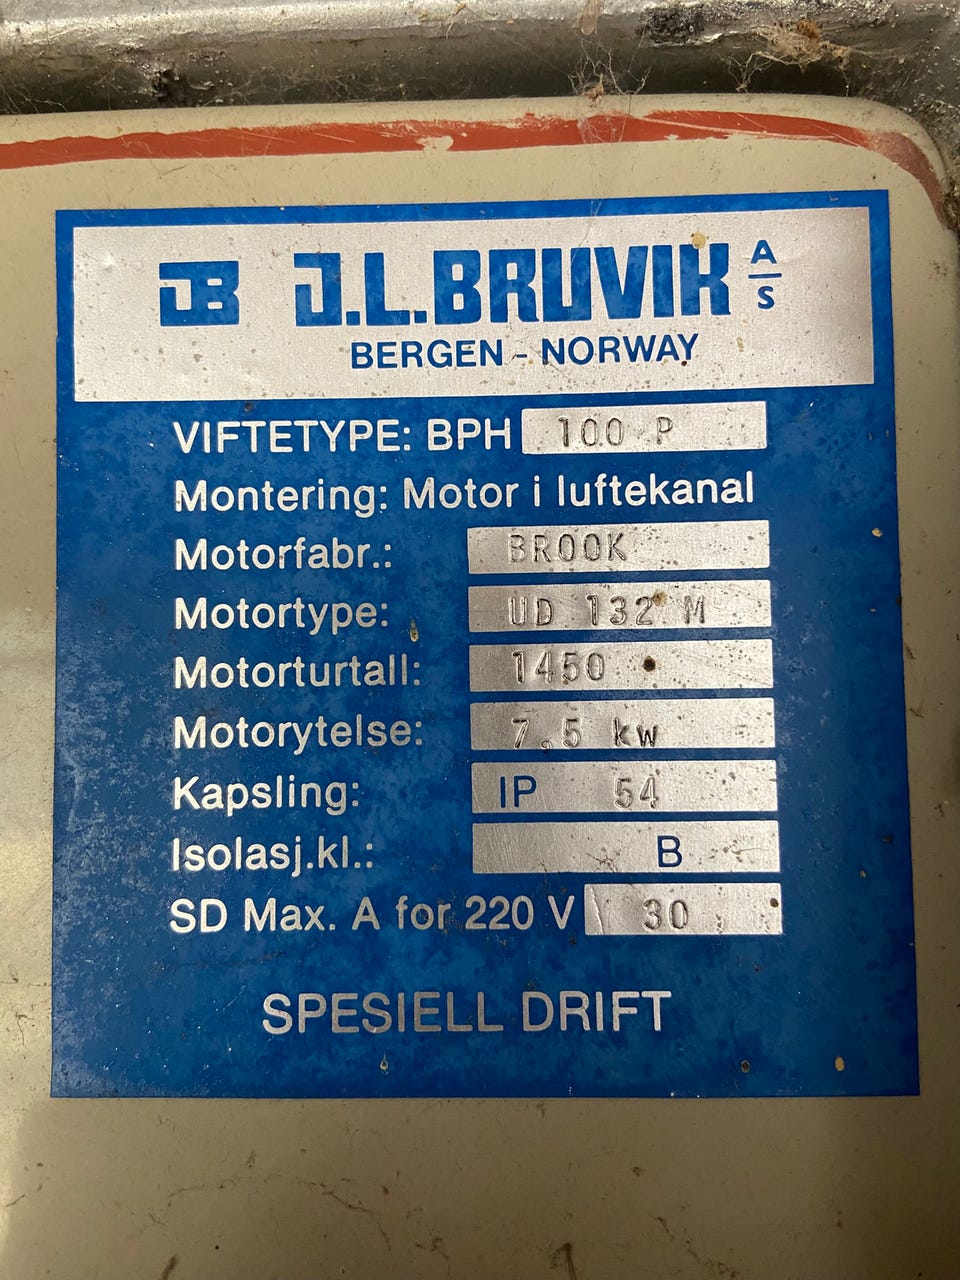 JB J.L.BRUVIK A/S
BERGEN - NORWAY
VIFTETYPE: BPH 100 P
Montering: Motor i luftekanal
Motorfabr.: BROOK
Motortype: UD 132 M
Motorturtall: 1450
Motorytelse: 7,5 kw
Kapsling: IP 54
Isolasj.kl.: B
SD Max. A for 220 V 30
SPESIELL DRIFT